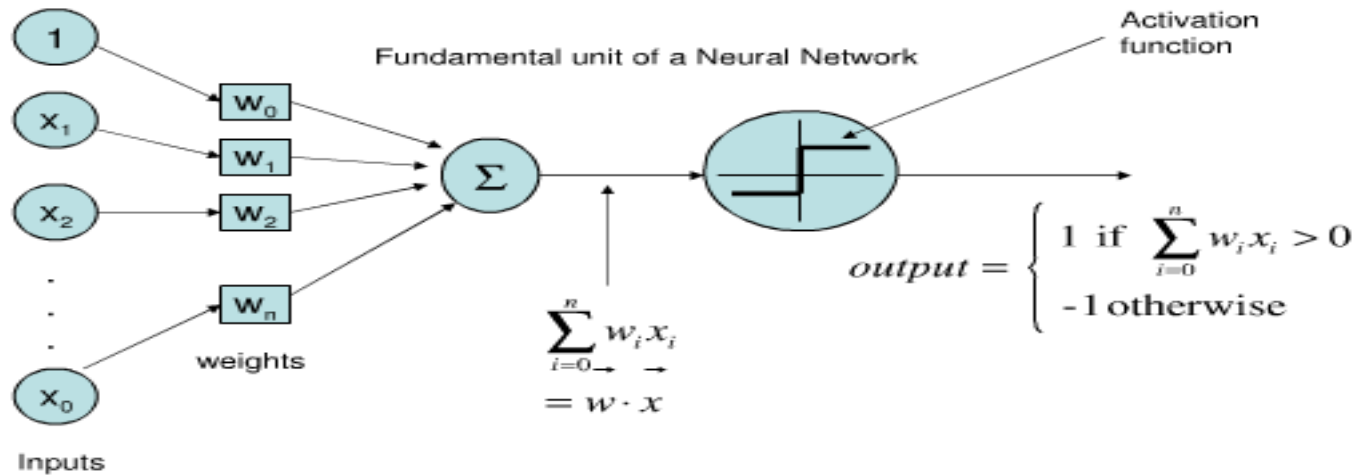 1
x₁
x₂
.
.
.
x₀
Inputs
w₀
w₁
w₂
wₙ
weights
Fundamental unit of a Neural Network
Σ
Activation
function
n
∑ wᵢxᵢ
i=0
= w⃗ · x⃗
output = { 1 if ∑ⁿᵢ₌₀ wᵢxᵢ > 0
-1 otherwise